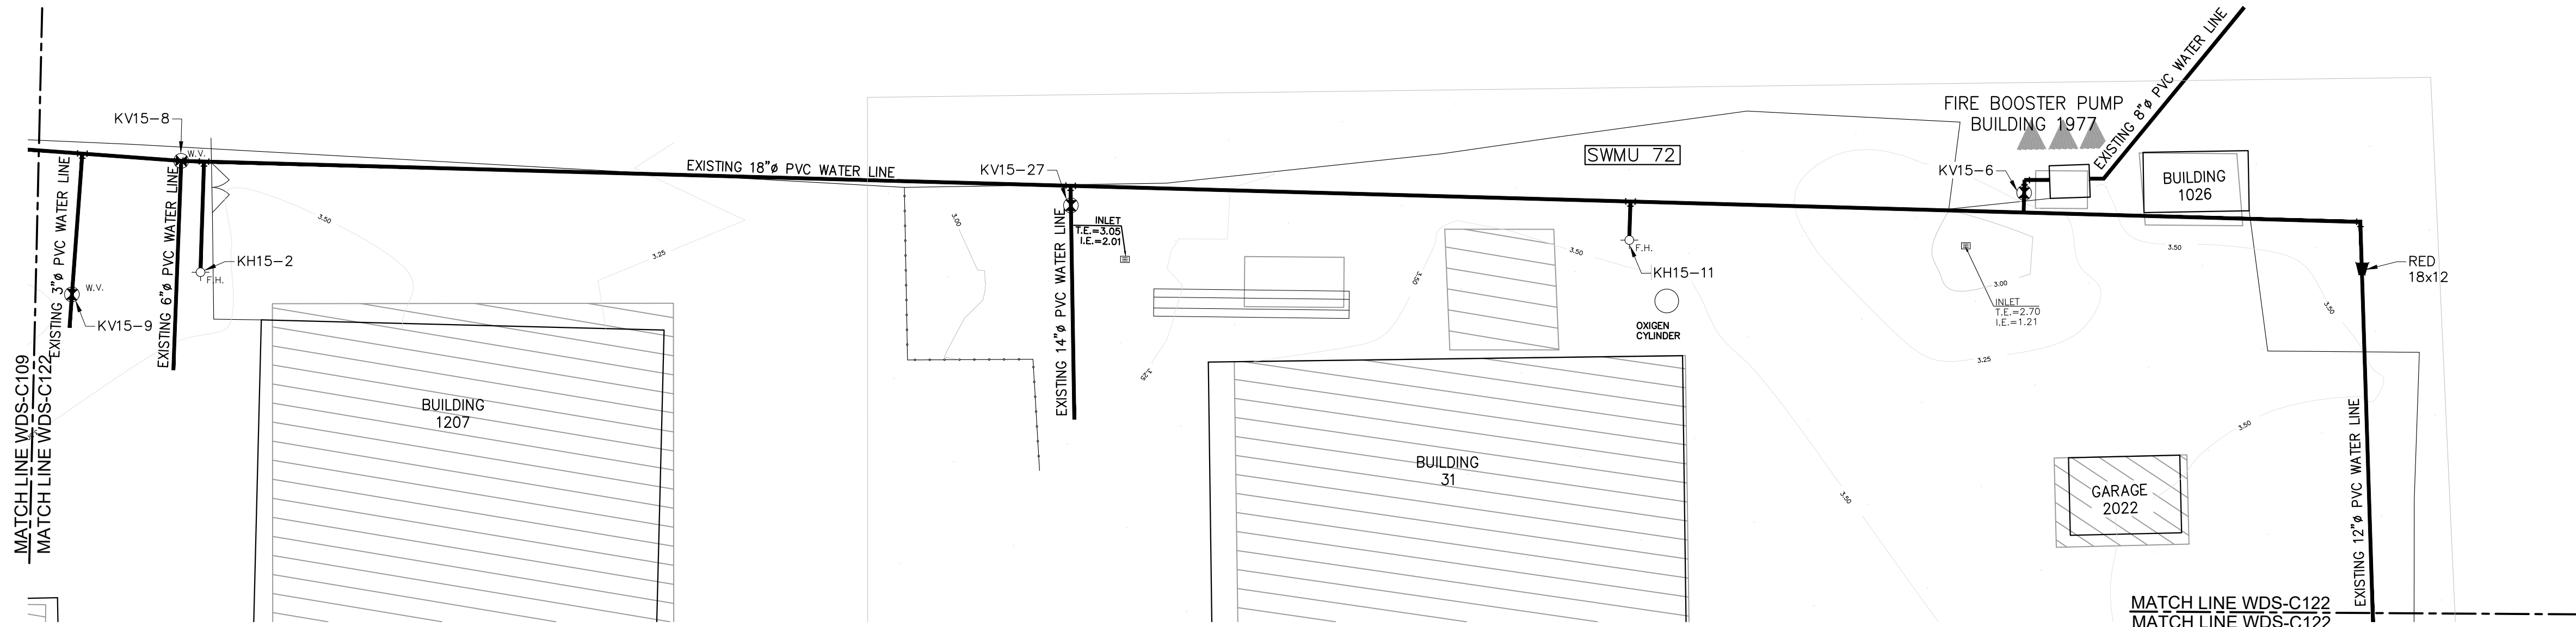 MATCH LINE WDS-C109
MATCH LINE WDS-C122
EXISTING 3"ø PVC WATER LINE
W.V.
KV15-9
KV15-8
W.V.
EXISTING 6"ø PVC WATER LINE
KH15-2
F.H.
3.50
3.25
BUILDING
1207
EXISTING 18"ø PVC WATER LINE
3.00
KV15-27
INLET
T.E.=3.05
I.E.=2.01
EXISTING 14"ø PVC WATER LINE
3.25
3.50
3.50
SWMU 72
F.H.
KH15-11
OXIGEN
CYLINDER
BUILDING
31
3.50
FIRE BOOSTER PUMP
BUILDING 1977
KV15-6
EXISTING 8"ø PVC WATER LINE
BUILDING
1026
3.00
INLET
T.E.=2.70
I.E.=1.21
3.25
3.50
3.50
RED
18x12
3.50
GARAGE
2022
EXISTING 12"ø PVC WATER LINE
MATCH LINE WDS-C122
MATCH LINE WDS-C122